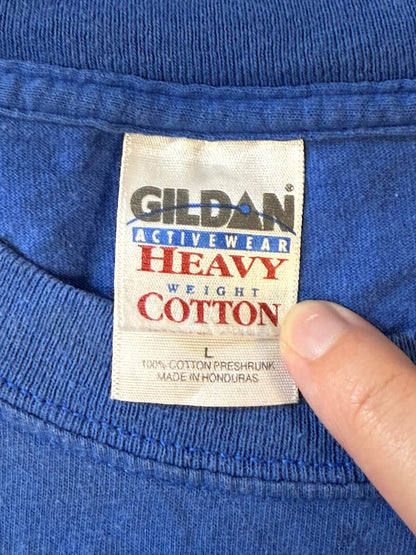 GILDAN®
ACTIVEWEAR
HEAVY
WEIGHT
COTTON
L
100% COTTON PRESHRUNK
MADE IN HONDURAS